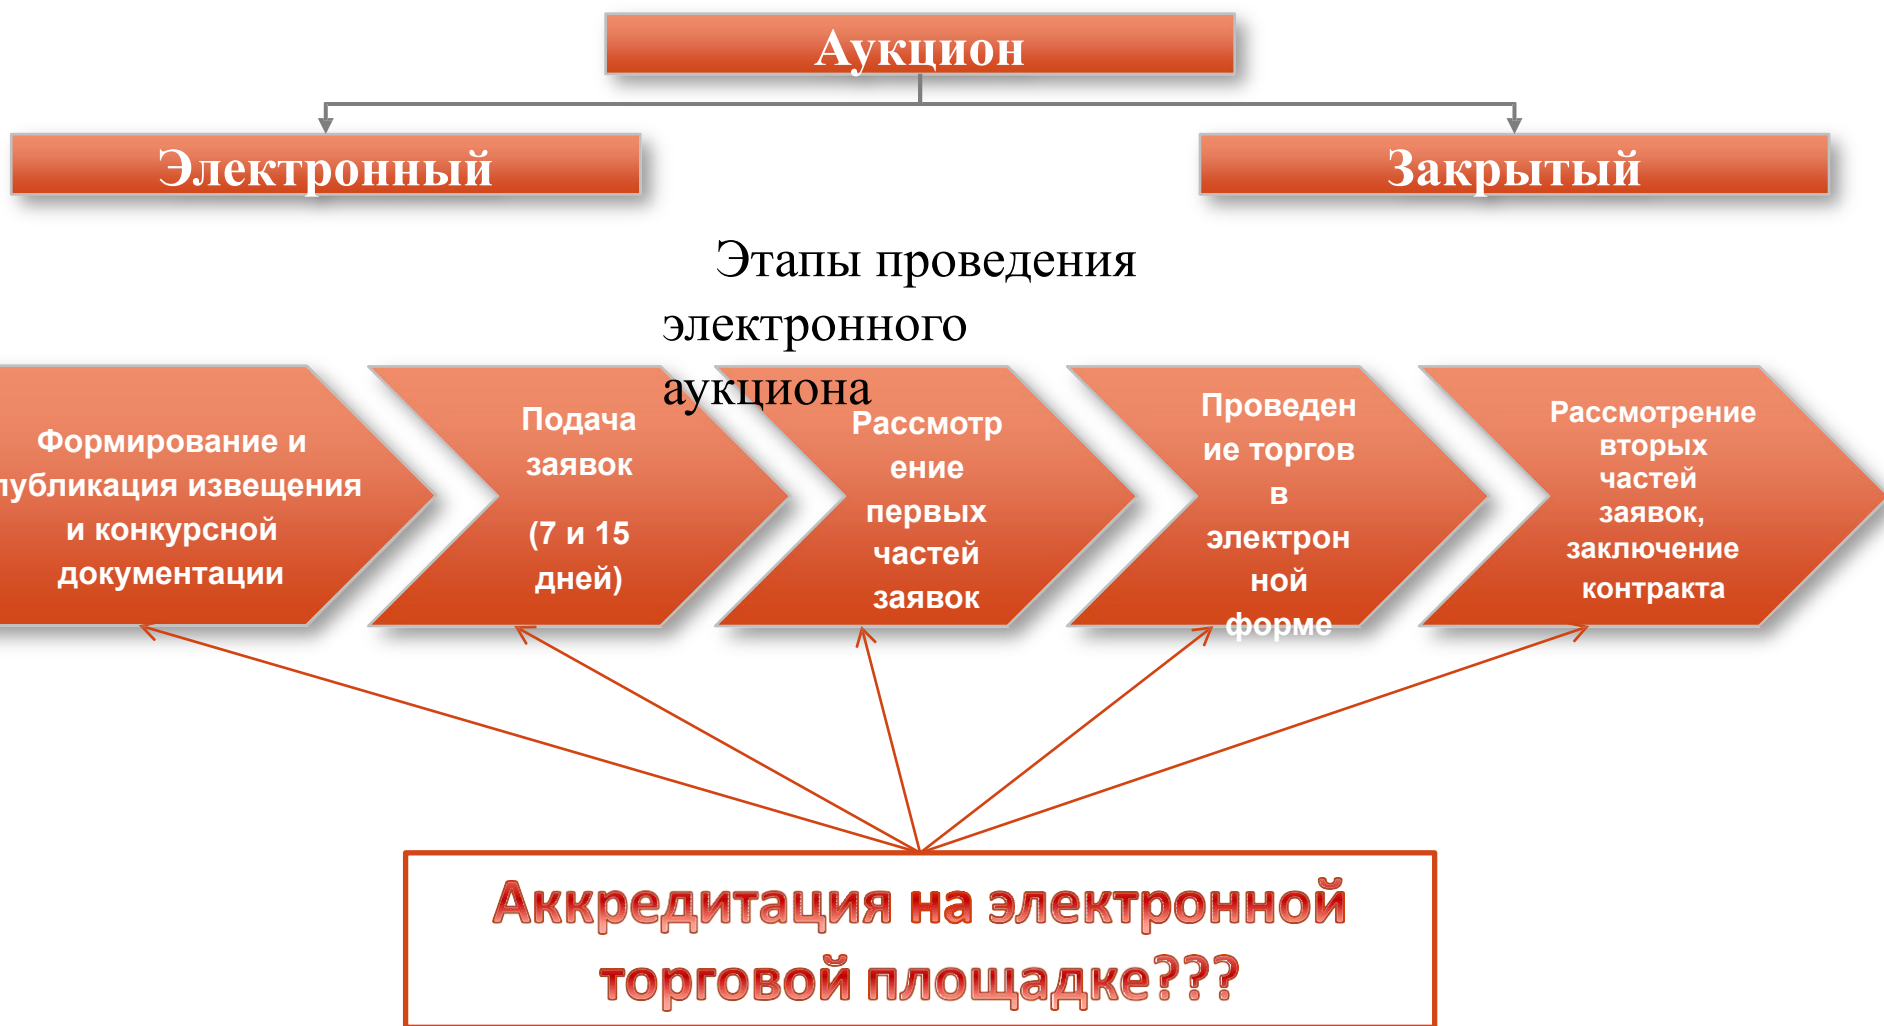 Аукцион
Электронный
Закрытый
Этапы проведения
электронного
аукциона
Формирование и
публикация извещения
и конкурсной
документации
Подача
заявок
(7 и 15
дней)
Рассмотр
ение
первых
частей
заявок
Проведен
ие торгов
в
электрон
ной
форме
Рассмотрение
вторых
частей
заявок,
заключение
контракта
Аккредитация на электронной
торговой площадке???